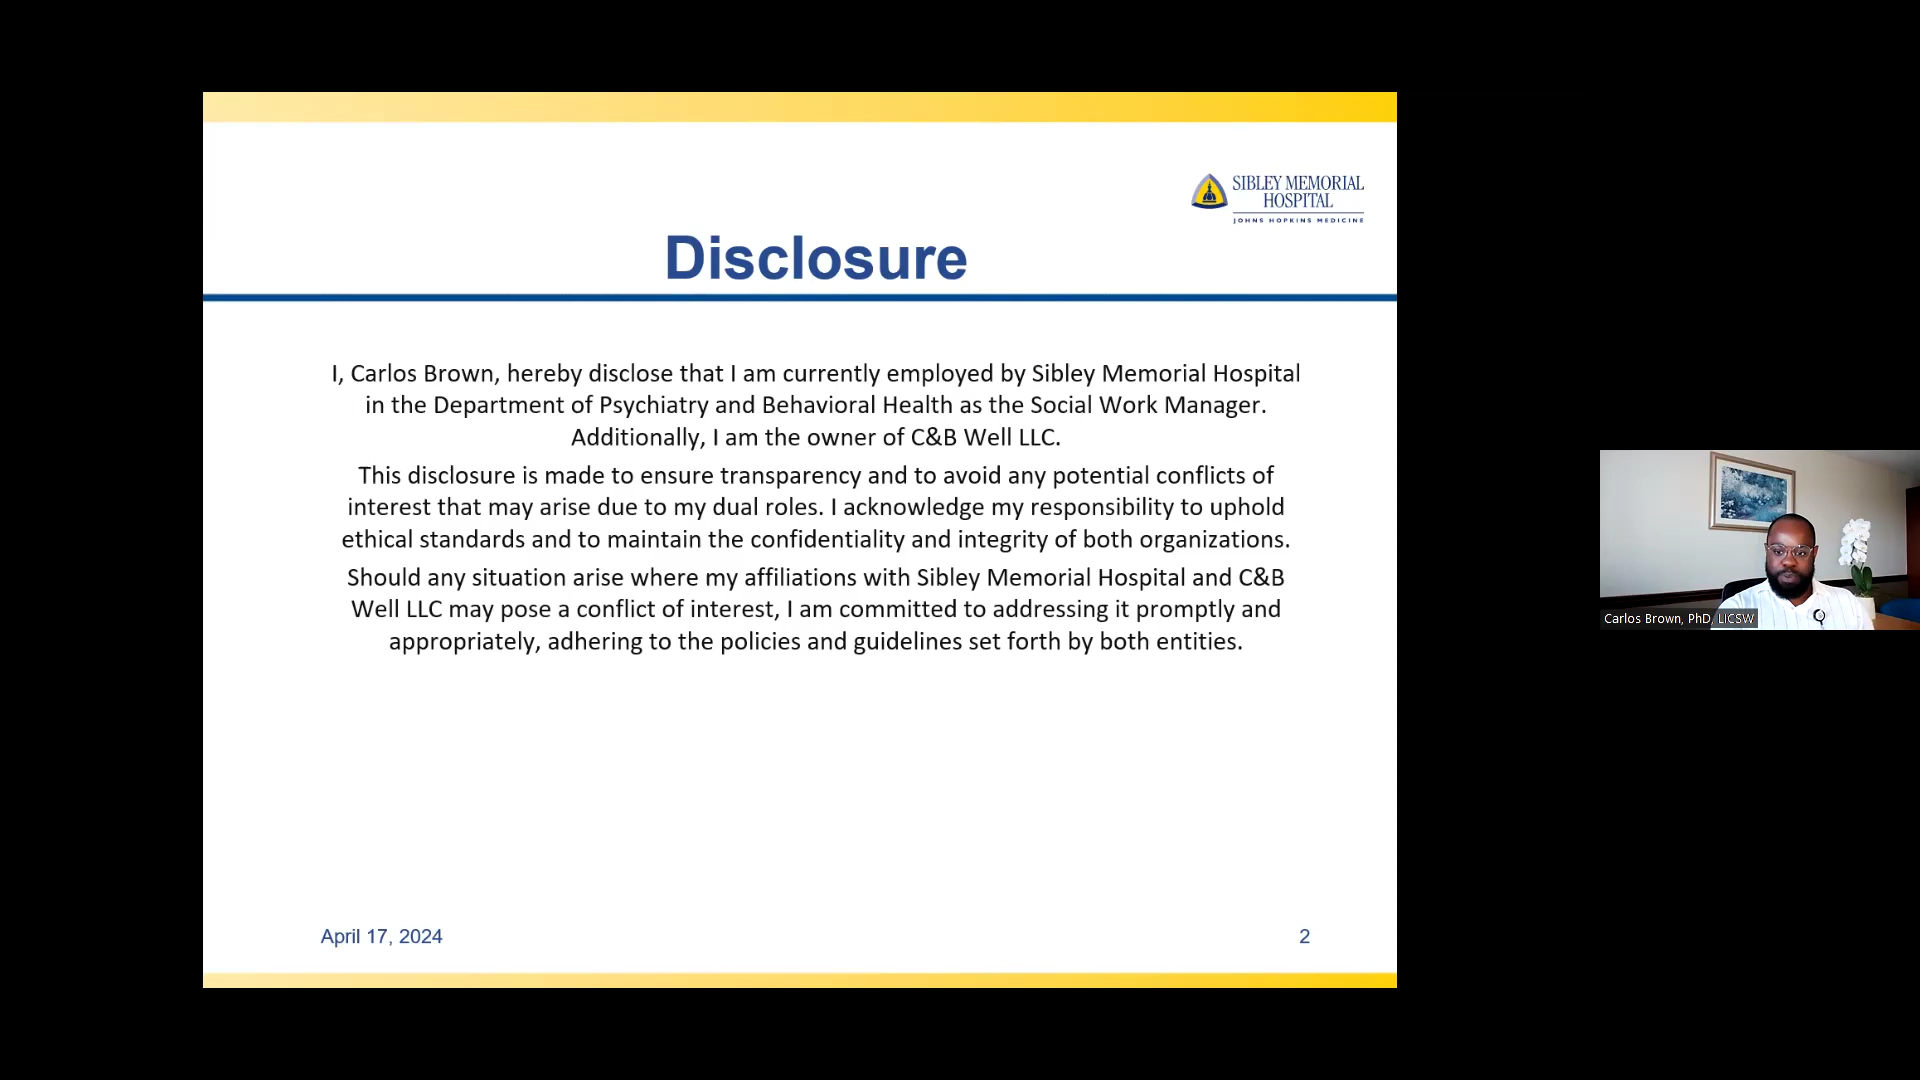 SIBLEY MEMORIAL
HOSPITAL
JOHNS HOPKINS MEDICINE
Disclosure
I, Carlos Brown, hereby disclose that I am currently employed by Sibley Memorial Hospital
in the Department of Psychiatry and Behavioral Health as the Social Work Manager.
Additionally, I am the owner of C&B Well LLC.
This disclosure is made to ensure transparency and to avoid any potential conflicts of
interest that may arise due to my dual roles. I acknowledge my responsibility to uphold
ethical standards and to maintain the confidentiality and integrity of both organizations.
Should any situation arise where my affiliations with Sibley Memorial Hospital and C&B
Well LLC may pose a conflict of interest, I am committed to addressing it promptly and
appropriately, adhering to the policies and guidelines set forth by both entities.
April 17, 2024
2
Carlos Brown, PhD, LICSW